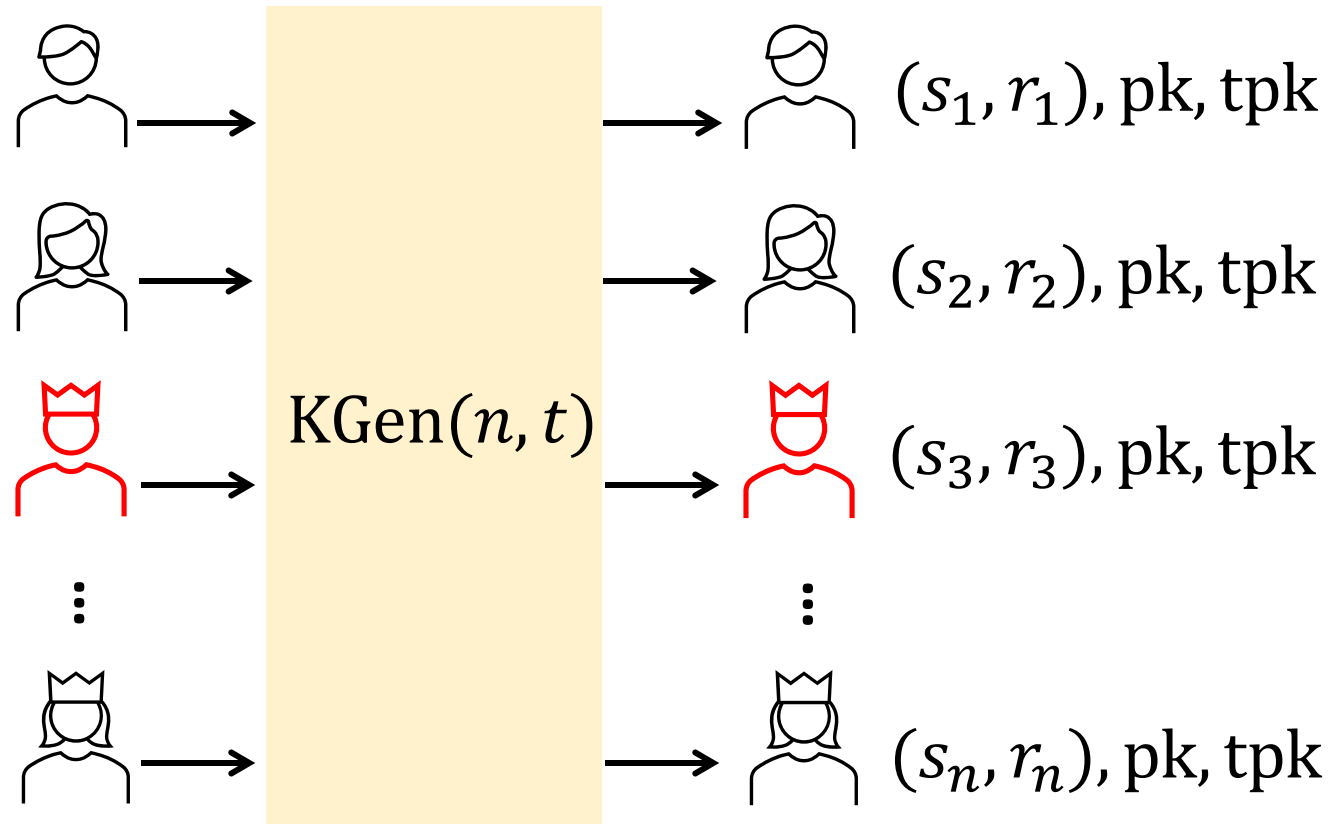 (s₁, r₁), pk, tpk
(s₂, r₂), pk, tpk
KGen(n, t)
(s₃, r₃), pk, tpk
⋮ ⋮
(sₙ, rₙ), pk, tpk